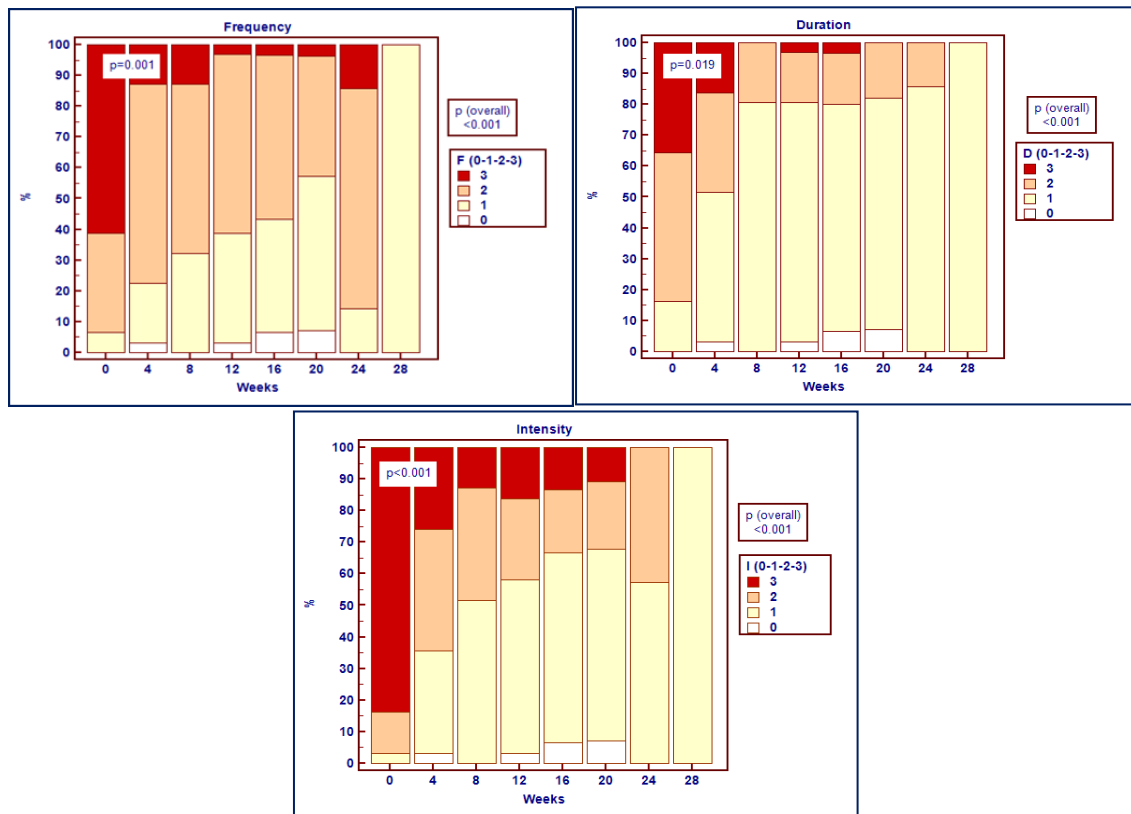 Frequency
100
90
80
70
60
50
40
30
20
10
0
%
p=0.001
0 4 8 12 16 20 24 28
Weeks
p (overall)
<0.001
F (0-1-2-3)
3
2
1
0
Duration
100
90
80
70
60
50
40
30
20
10
0
%
p=0.019
0 4 8 12 16 20 24 28
Weeks
p (overall)
<0.001
D (0-1-2-3)
3
2
1
0
Intensity
100
90
80
70
60
50
40
30
20
10
0
%
p<0.001
0 4 8 12 16 20 24 28
Weeks
p (overall)
<0.001
I (0-1-2-3)
3
2
1
0